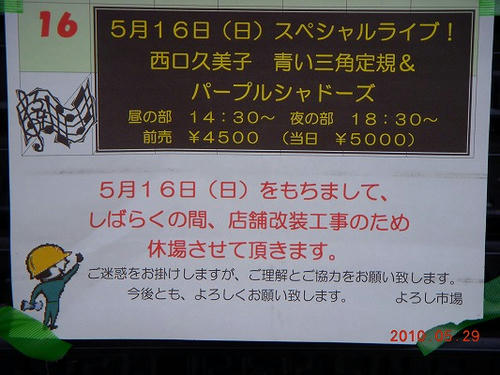 16
5月16日（日）スペシャルライブ！
西口久美子　青い三角定規＆
パープルシャドーズ
昼の部　14：30～　夜の部　18：30～
前売　￥4500　（当日　￥5000）
5月16日（日）をもちまして、
しばらくの間、店舗改装工事のため
休場させて頂きます。
ご迷惑をお掛けしますが、ご理解とご協力をお願い致します。
今後とも、よろしくお願い致します。　よろし市場
2010.05.29